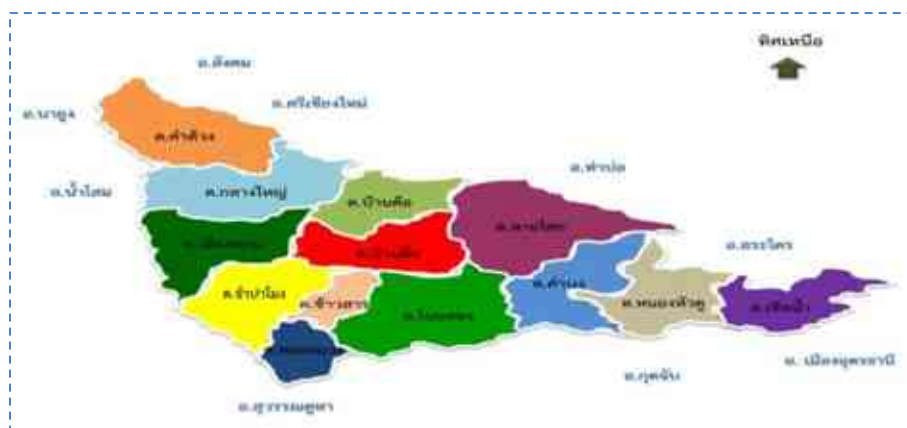 ทิศเหนือ
อ.สังคม
อ.ศรีเชียงใหม่
อ.นายูง
ต.คำด้วง
อ.ท่าบ่อ
อ.น้ำโสม
ต.กลางใหญ่
ต.บ้านค้อ
ต.หายโศก
อ.สระใคร
ต.เมืองพาน
ต.บ้านผือ
ต.คำบง
ต.จำปาโมง
ต.ข้าวสาร
ต.โนนทอง
ต.หนองหัวคู
ต.เขือน้ำ
อ. เมืองอุดรธานี
อ.กุดจับ
อ.สุวรรณคูหา